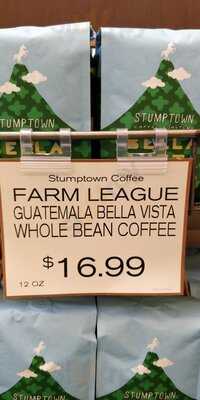 STUMPTOWN
STUMPTOWN
BELLA
BELLA
Stumptown Coffee
FARM LEAGUE
GUATEMALA BELLA VISTA
WHOLE BEAN COFFEE
$16.99
12 OZ
STUMPTOWN
STUMPTOWN